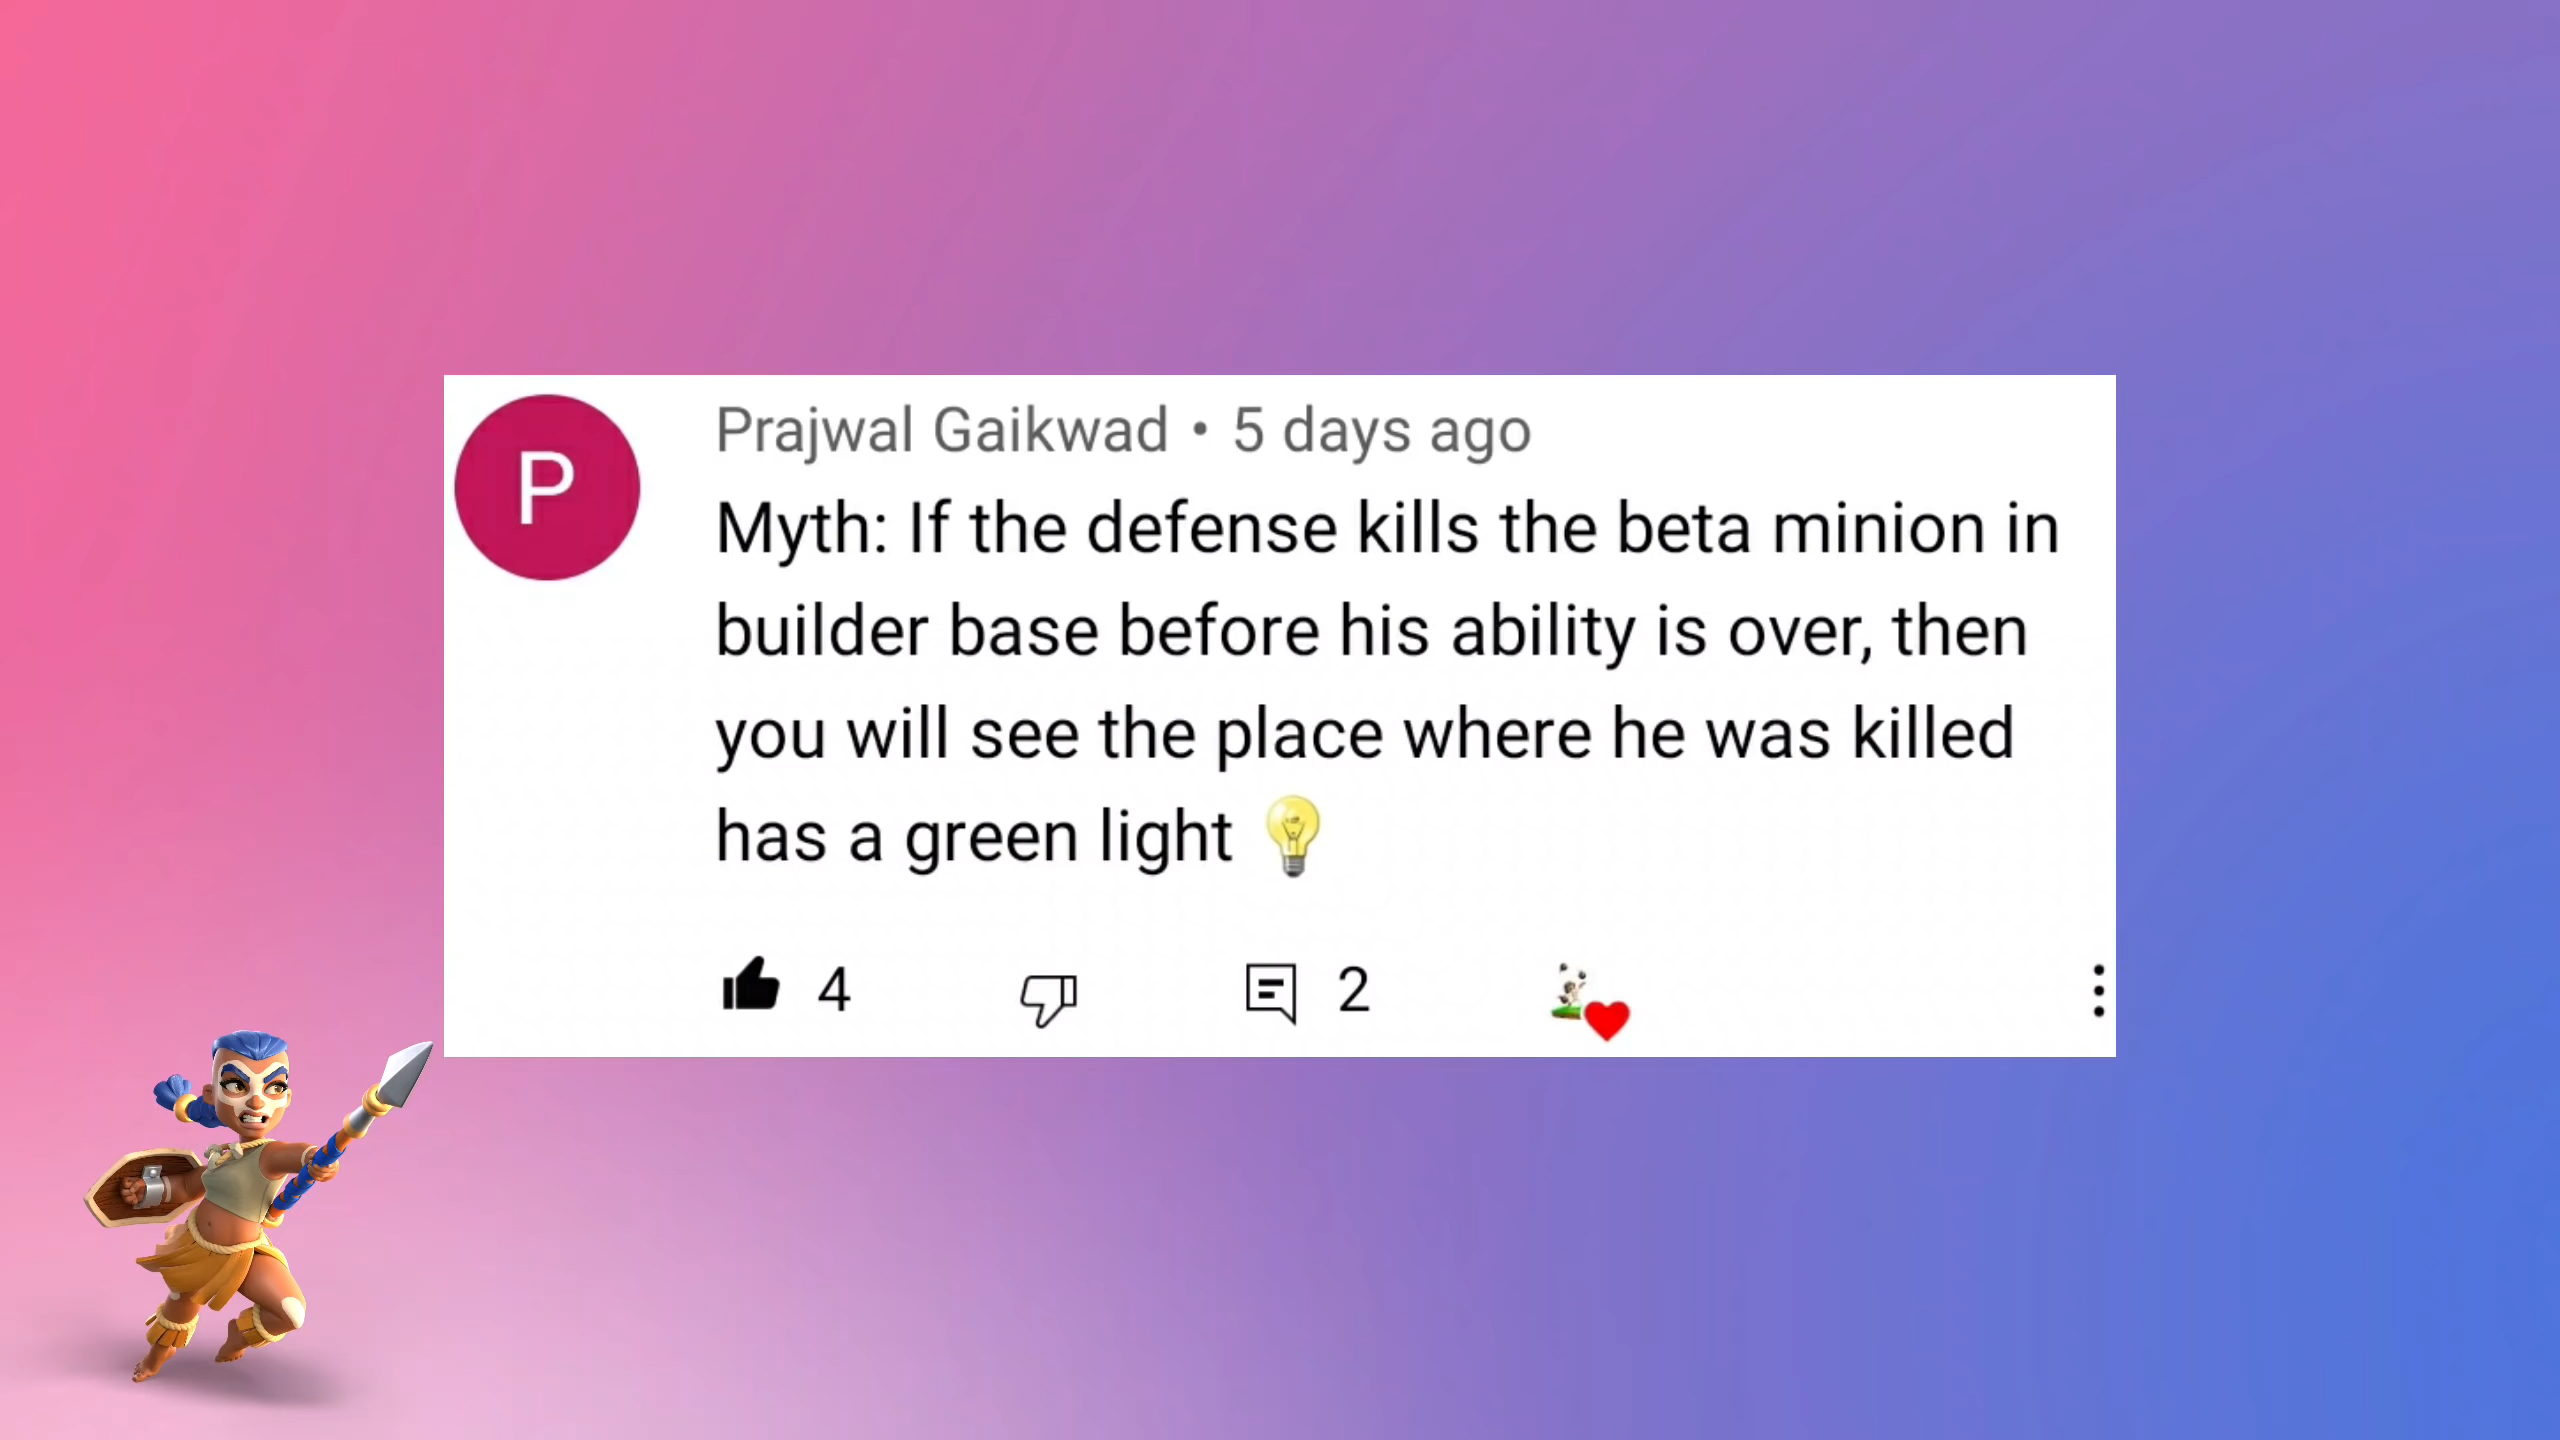 P
Prajwal Gaikwad • 5 days ago
Myth: If the defense kills the beta minion in
builder base before his ability is over, then
you will see the place where he was killed
has a green light 💡
4 2